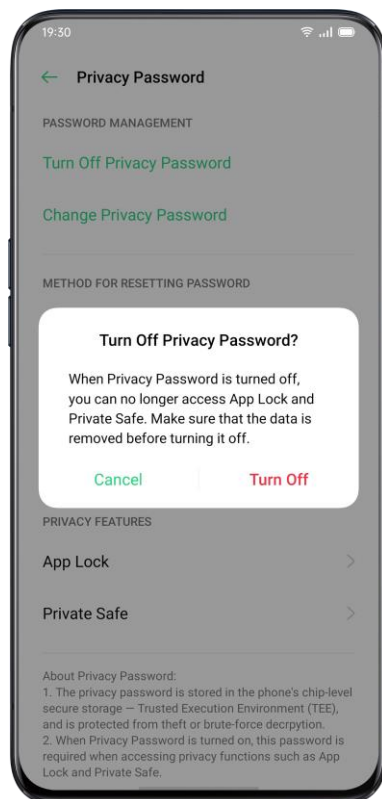 19:30
Privacy Password
PASSWORD MANAGEMENT
Turn Off Privacy Password
Change Privacy Password
METHOD FOR RESETTING PASSWORD
Turn Off Privacy Password?
When Privacy Password is turned off,
you can no longer access App Lock and
Private Safe. Make sure that the data is
removed before turning it off.
Cancel
Turn Off
PRIVACY FEATURES
App Lock
Private Safe
About Privacy Password:
1. The privacy password is stored in the phone's chip-level
secure storage — Trusted Execution Environment (TEE),
and is protected from theft or brute-force decrpytion.
2. When Privacy Password is turned on, this password is
required when accessing privacy functions such as App
Lock and Private Safe.